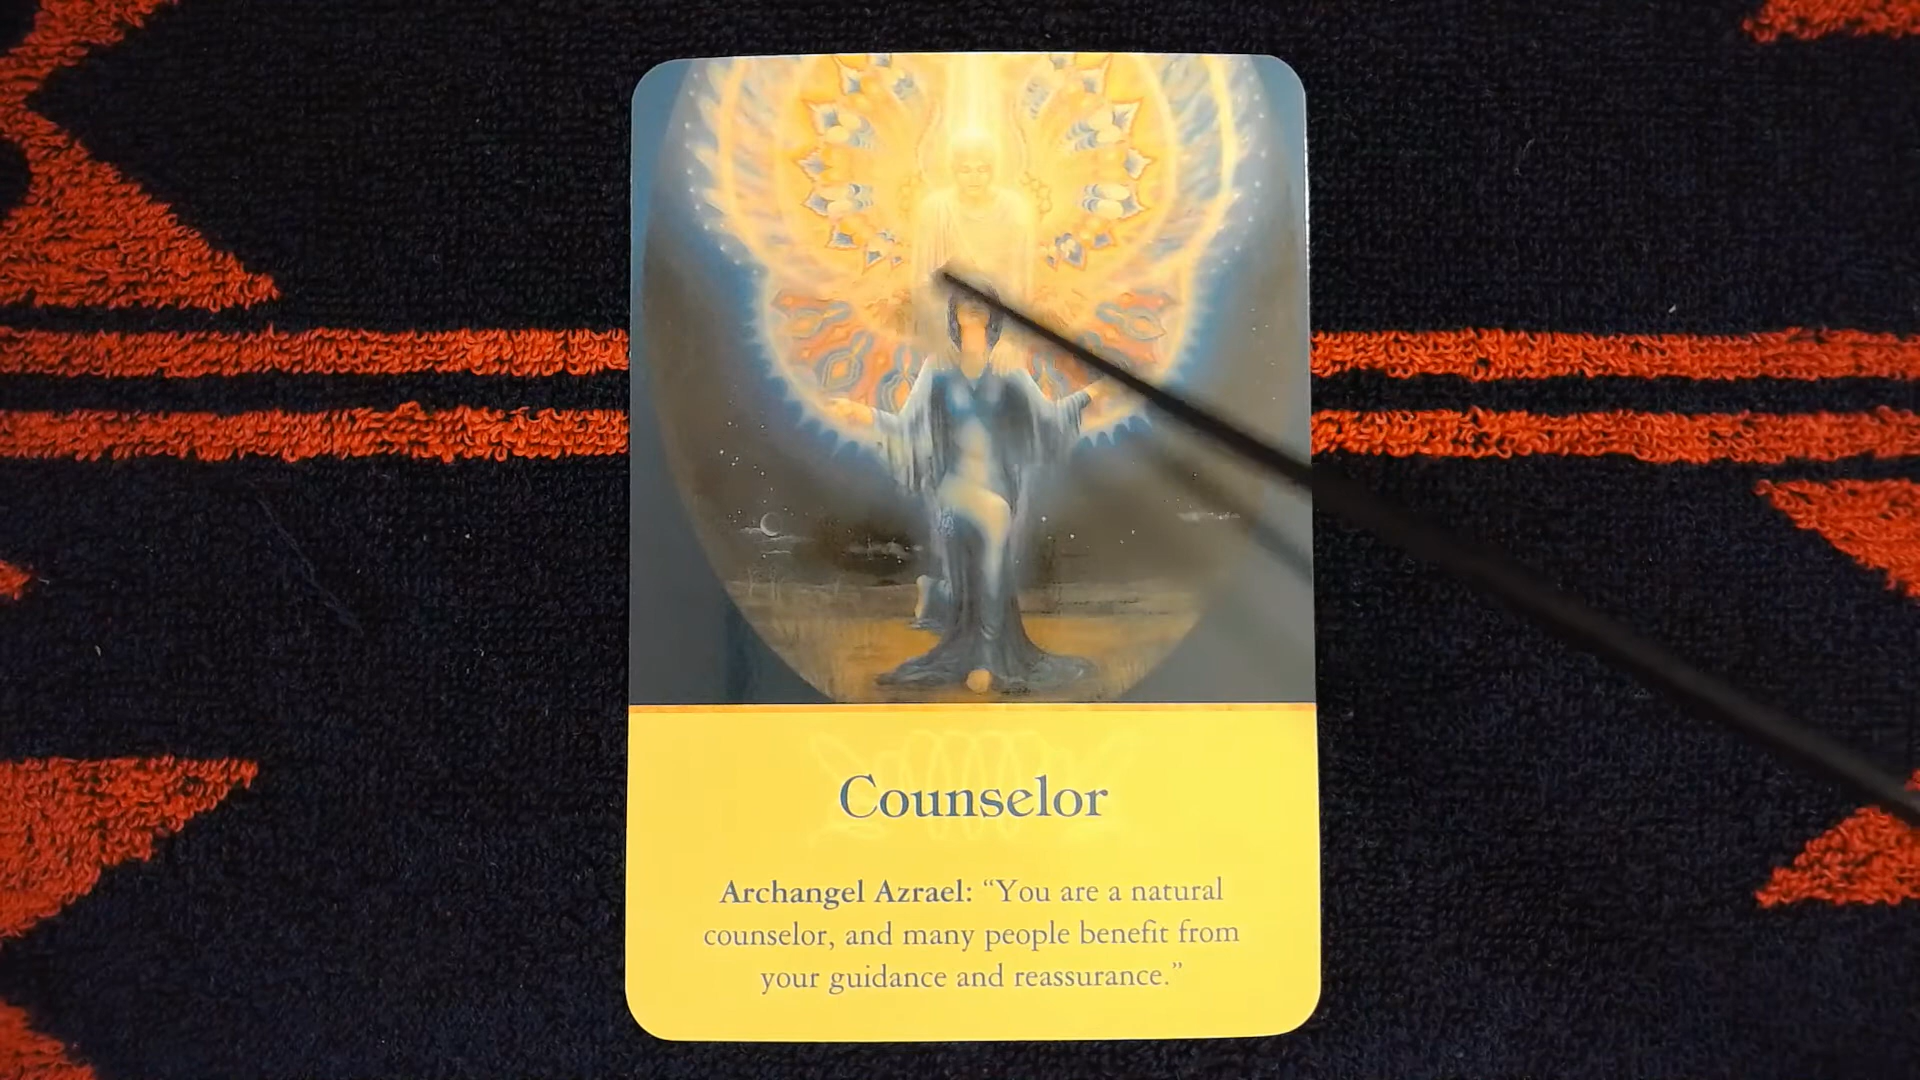 Counselor
Archangel Azrael: “You are a natural
counselor, and many people benefit from
your guidance and reassurance.”